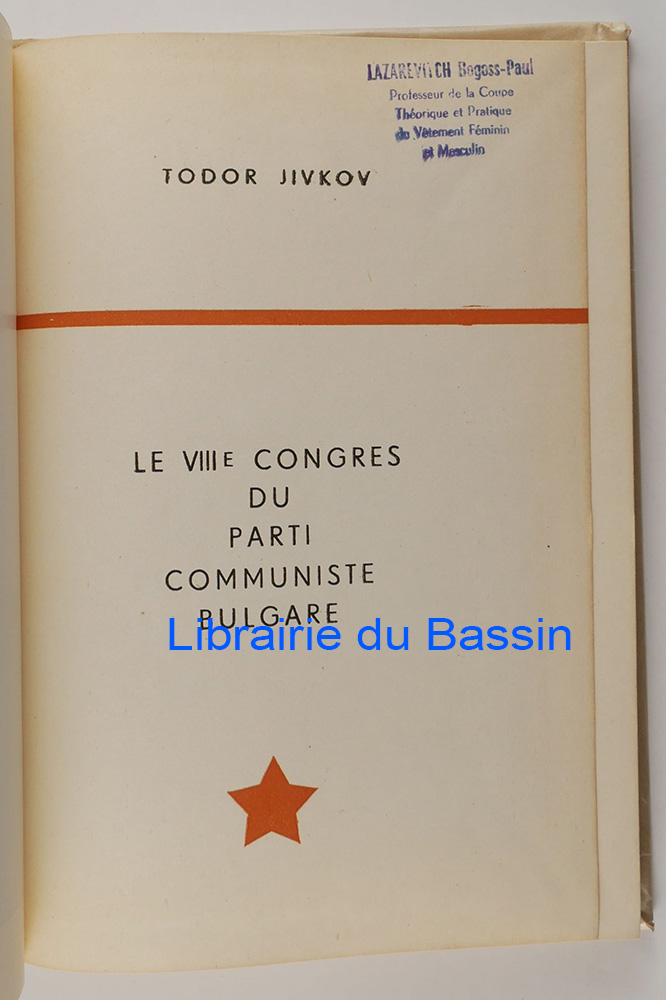 LAZAREVITCH Bogoss-Paul
Professeur de la Coupe
Théorique et Pratique
du Vêtement Féminin
et Masculin
TODOR JIVKOV
LE VIIIE CONGRES
DU
PARTI
COMMUNISTE
BULGARE
Librairie du Bassin